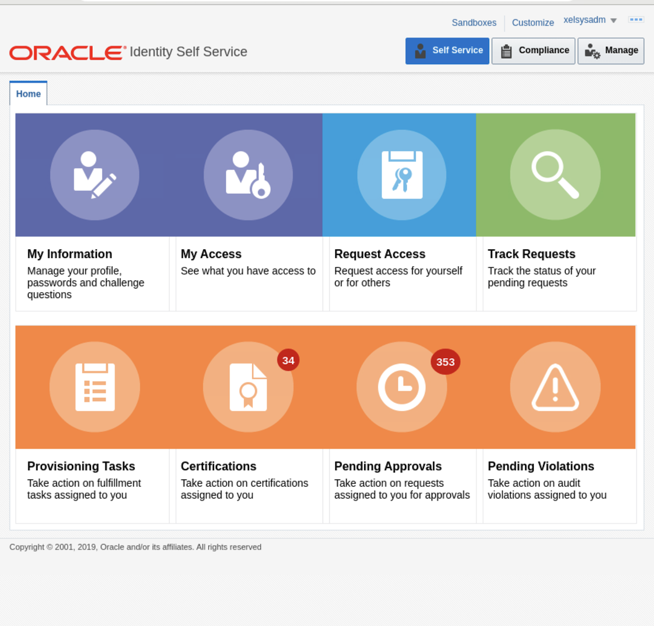 Sandboxes Customize xelsysadm
ORACLE Identity Self Service Self Service Compliance Manage
Home
My Information
Manage your profile,
passwords and challenge
questions
My Access
See what you have access to
Request Access
Request access for yourself
or for others
Track Requests
Track the status of your
pending requests
34
353
Provisioning Tasks
Take action on fulfillment
tasks assigned to you
Certifications
Take action on certifications
assigned to you
Pending Approvals
Take action on requests
assigned to you for approvals
Pending Violations
Take action on audit
violations assigned to you
Copyright © 2001, 2019, Oracle and/or its affiliates. All rights reserved